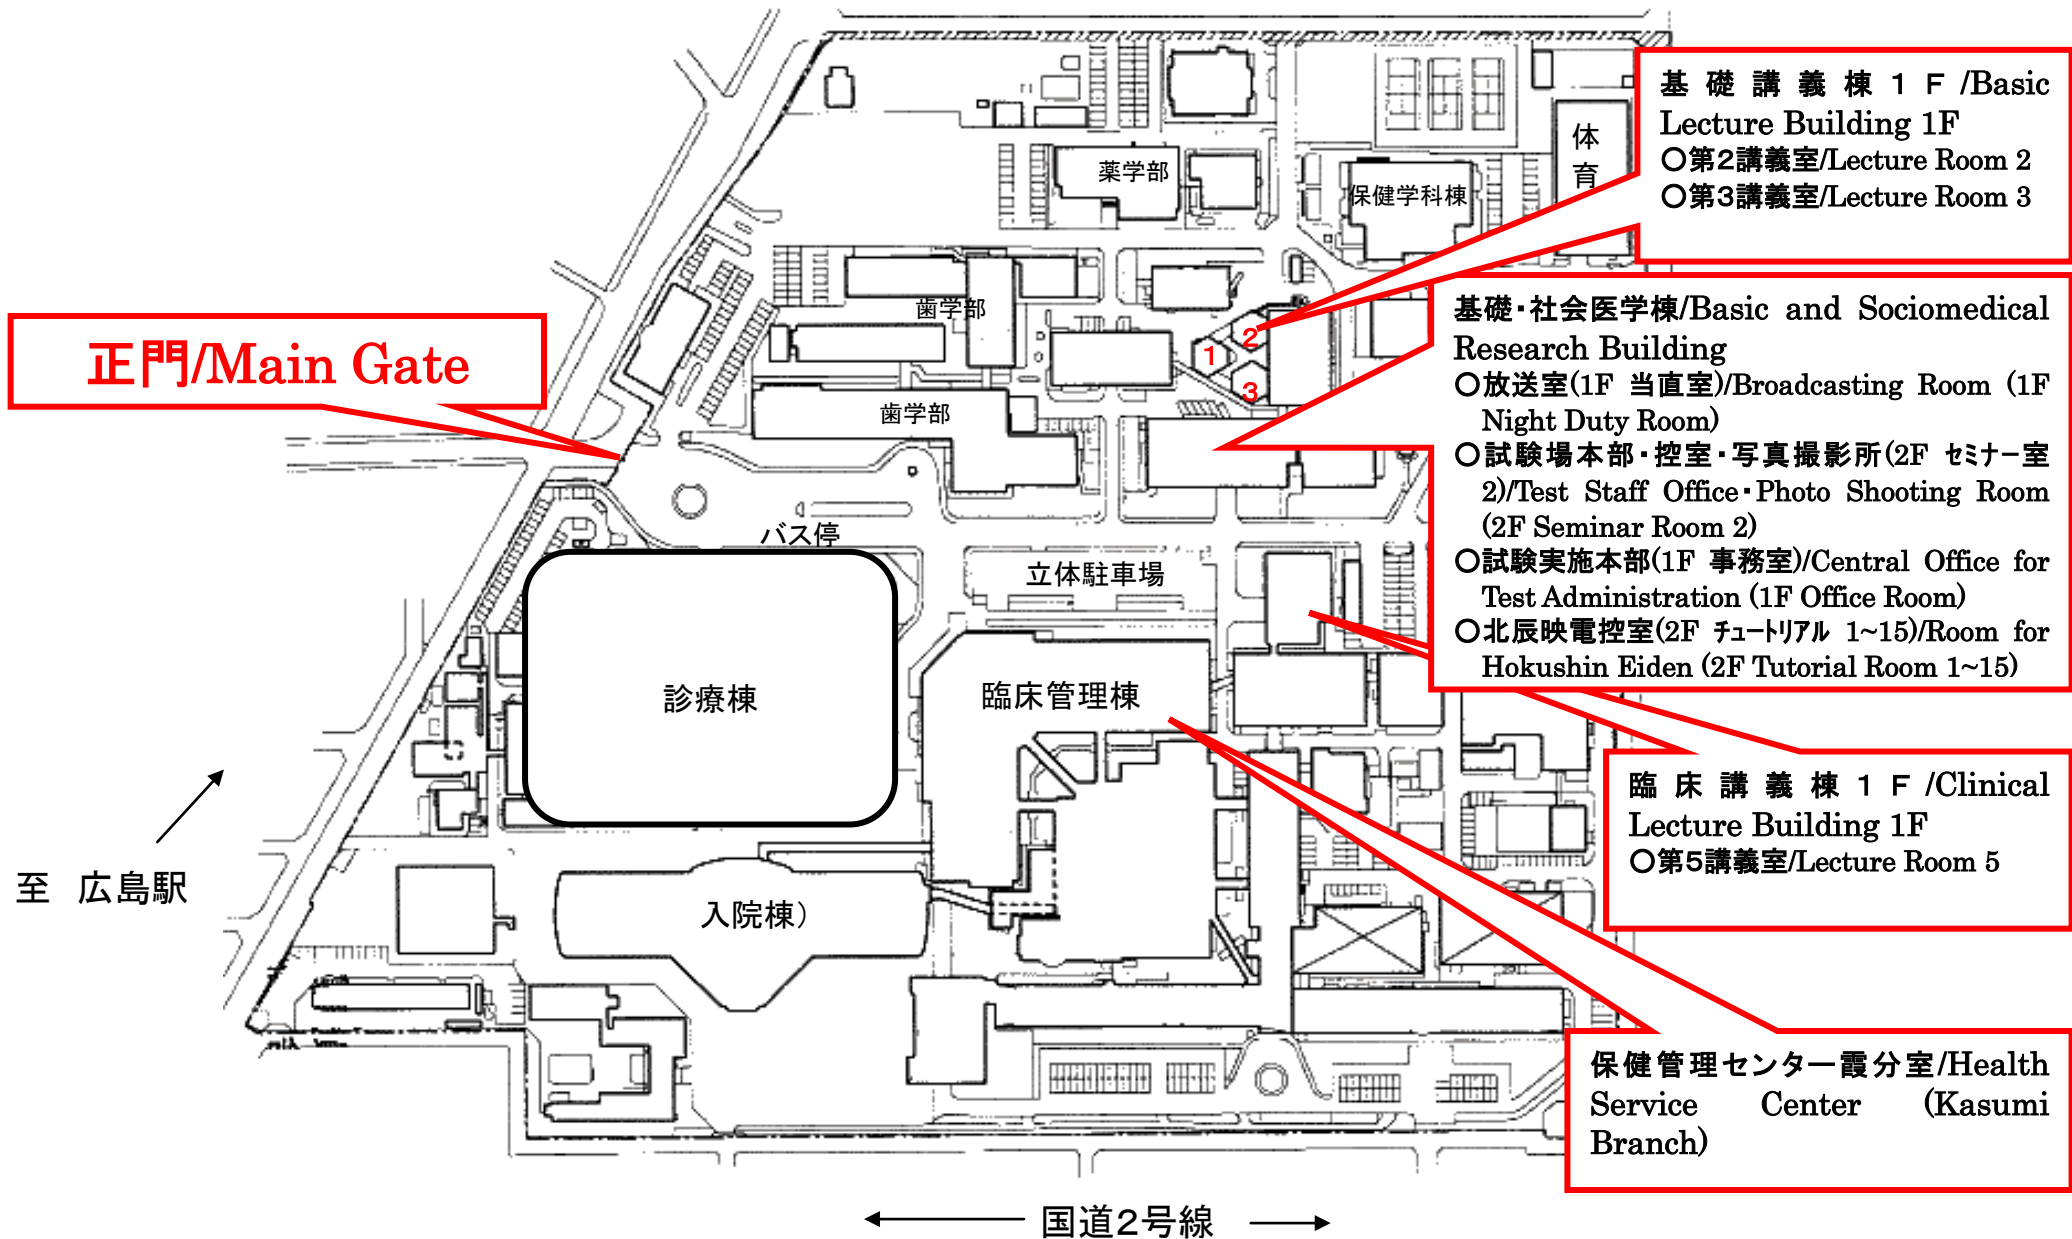 基礎講義棟１Ｆ/Basic
Lecture Building 1F
○第2講義室/Lecture Room 2
○第3講義室/Lecture Room 3
体
育
薬学部
保健学科棟
基礎・社会医学棟/Basic and Sociomedical
Research Building
○放送室(1F 当直室)/Broadcasting Room (1F
Night Duty Room)
○試験場本部・控室・写真撮影所(2F セミナー室
2)/Test Staff Office・Photo Shooting Room
(2F Seminar Room 2)
○試験実施本部(1F 事務室)/Central Office for
Test Administration (1F Office Room)
○北辰映電控室(2F チュートリアル 1~15)/Room for
Hokushin Eiden (2F Tutorial Room 1~15)
歯学部
2
1
3
正門/Main Gate
歯学部
バス停
立体駐車場
診療棟
臨床管理棟
臨床講義棟１Ｆ/Clinical
Lecture Building 1F
○第5講義室/Lecture Room 5
至　広島駅
入院棟）
保健管理センター霞分室/Health
Service Center (Kasumi
Branch)
国道2号線